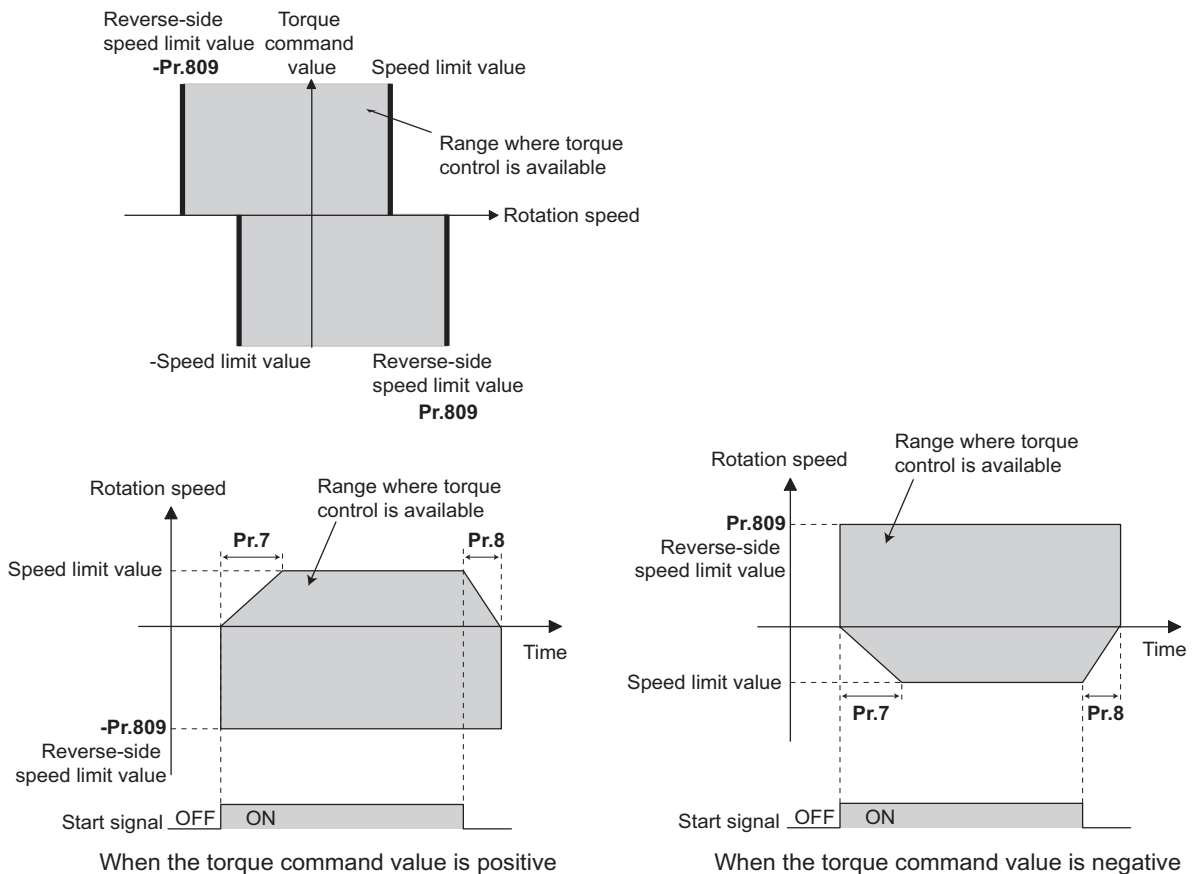 Reverse-side
speed limit value
-Pr.809
Torque
command
value
Speed limit value
Range where torque
control is available
Rotation speed
-Speed limit value
Reverse-side
speed limit value
Pr.809
Rotation speed
Range where torque
control is available
Pr.7
Pr.8
Speed limit value
Time
-Pr.809
Reverse-side
speed limit value
Start signal
OFF
ON
When the torque command value is positive
Rotation speed
Range where torque
control is available
Pr.809
Reverse-side
speed limit value
Time
Speed limit value
Pr.7
Pr.8
Start signal
OFF
ON
When the torque command value is negative